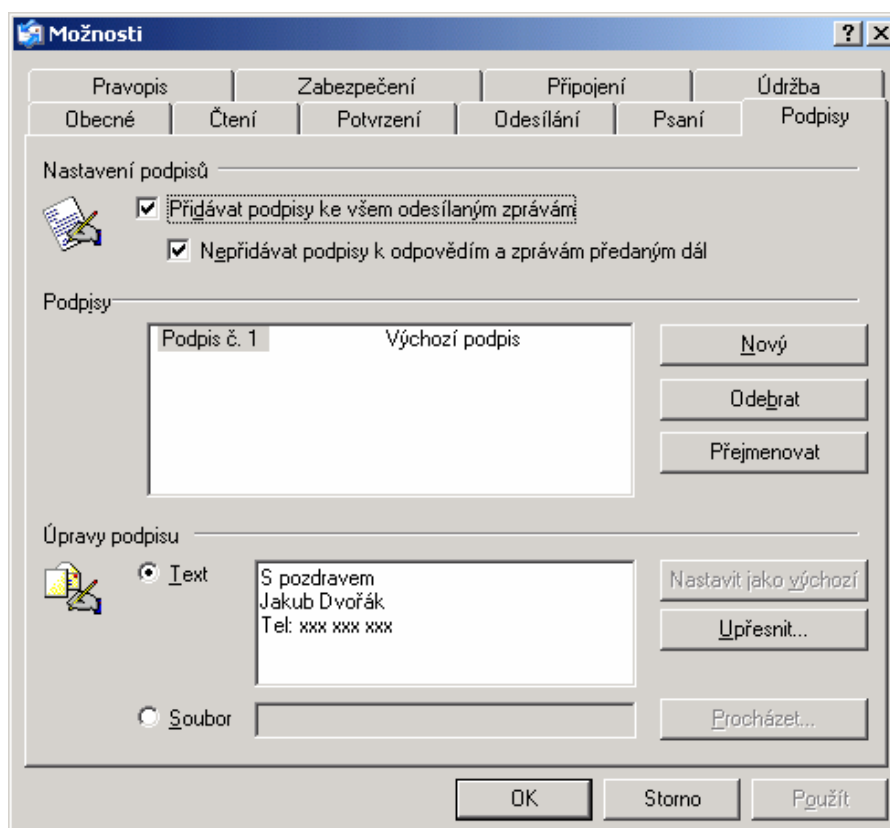 Možnosti
Pravopis Zabezpečení Připojení Údržba
Obecné Čtení Potvrzení Odesílání Psaní Podpisy
Nastavení podpisů
Přidávat podpisy ke všem odesílaným zprávám
Nepřidávat podpisy k odpovědím a zprávám předaným dál
Podpisy
Podpis č. 1 Výchozí podpis
Nový
Odebrat
Přejmenovat
Úpravy podpisu
Text
S pozdravem
Jakub Dvořák
Tel: xxx xxx xxx
Nastavit jako výchozí
Upřesnit...
Soubor
Procházet...
OK Storno Použít